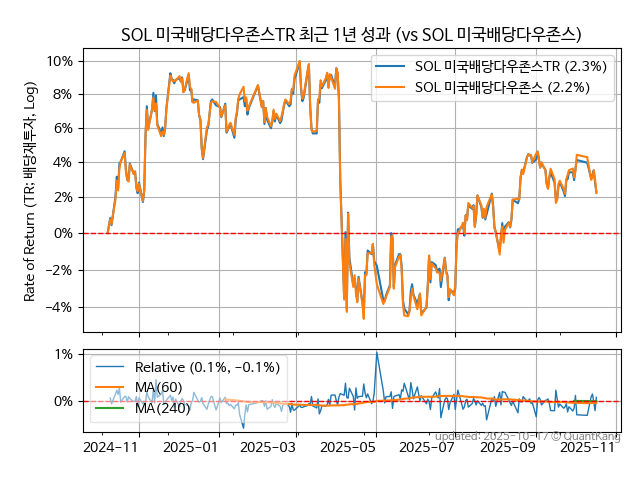 SOL 미국배당다우존스TR 최근 1년 성과 (vs SOL 미국배당다우존스)
Rate of Return (TR: 배당재투자, Log)
10%
8%
6%
4%
2%
0%
−2%
−4%
SOL 미국배당다우존스TR (2.3%)
SOL 미국배당다우존스 (2.2%)
1%
0%
Relative (0.1%, −0.1%)
MA(60)
MA(240)
updated: 2025-10-17 © QuantKang
2024-11
2025-01
2025-03
2025-05
2025-07
2025-09
2025-11